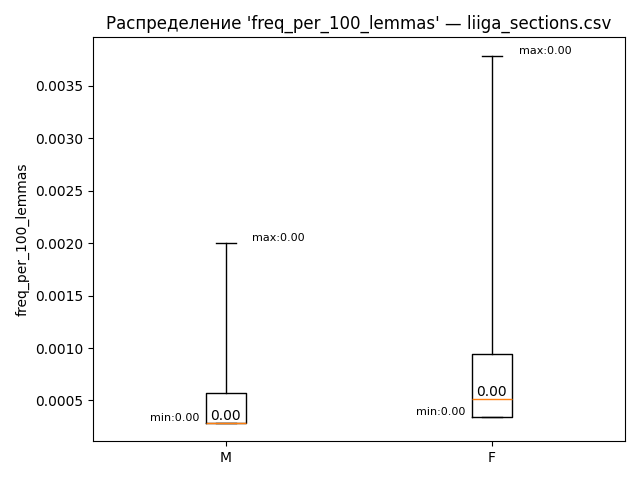 Распределение 'freq_per_100_lemmas' — liiga_sections.csv
freq_per_100_lemmas
0.0035
0.0030
0.0025
0.0020
0.0015
0.0010
0.0005
max:0.00
max:0.00
0.00
min:0.00
0.00
min:0.00
M
F